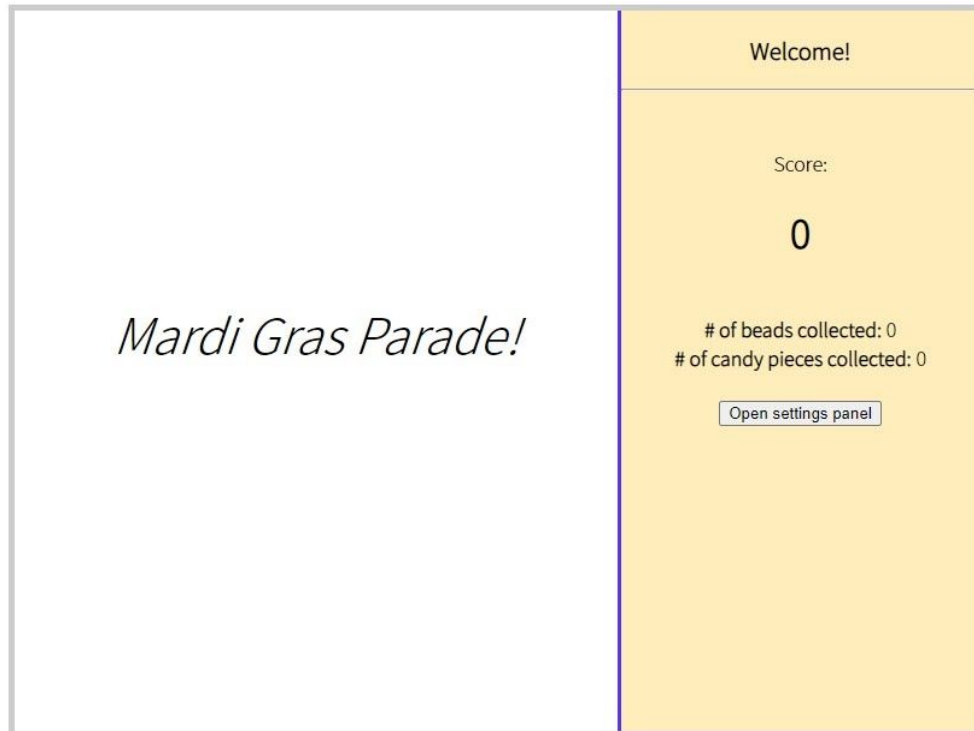 Mardi Gras Parade!
Welcome!
Score:
0
# of beads collected: 0
# of candy pieces collected: 0
Open settings panel